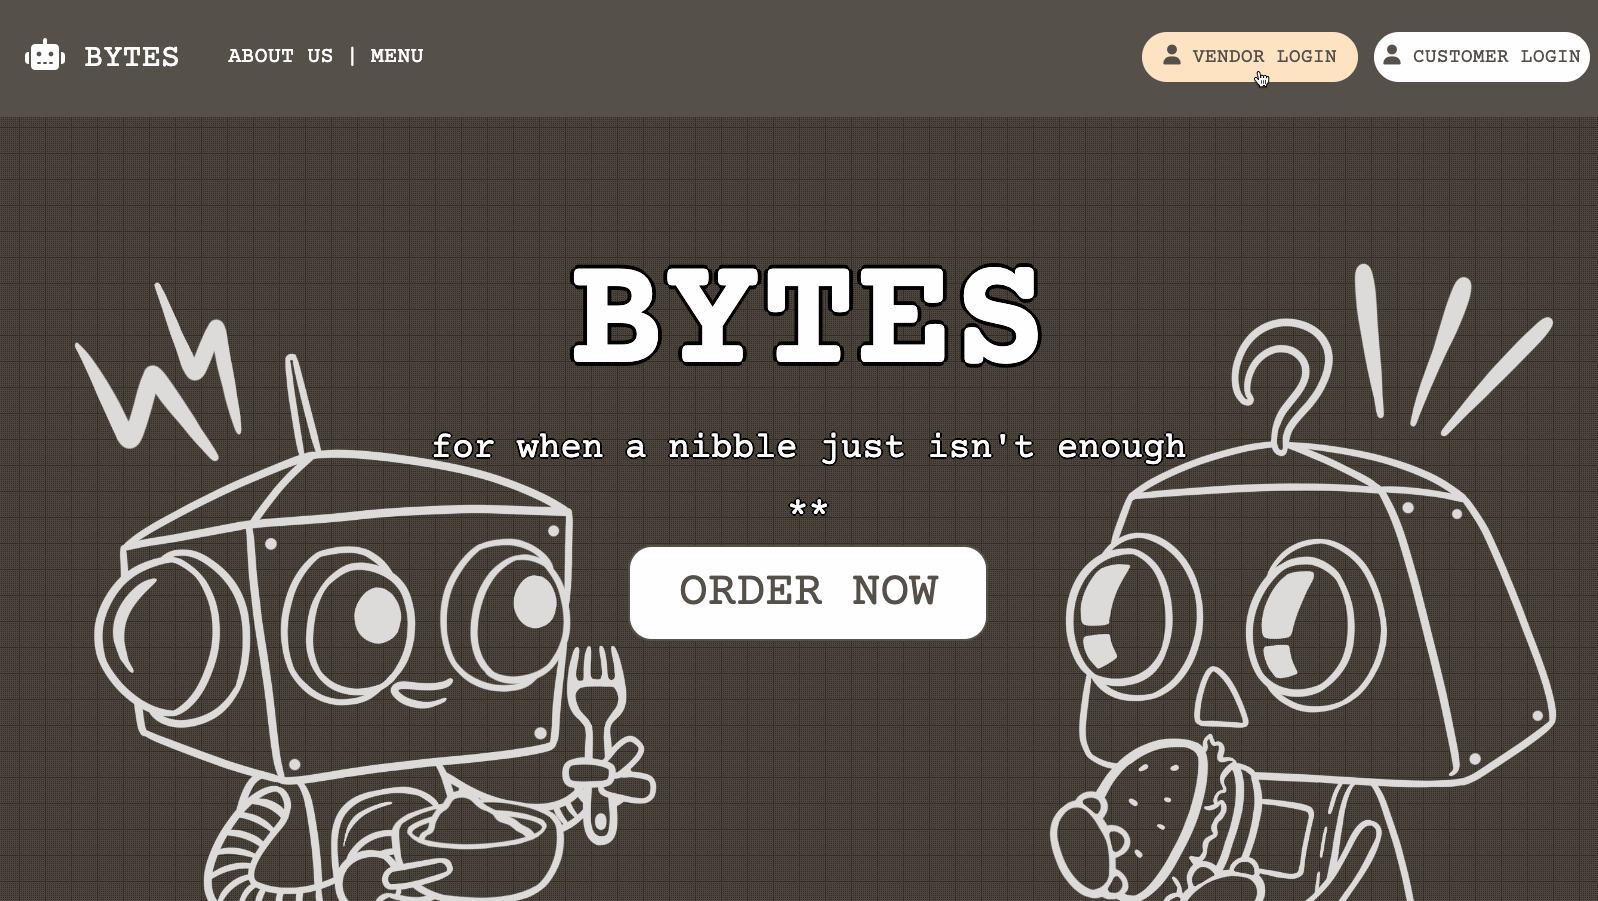 BYTES ABOUT US | MENU VENDOR LOGIN CUSTOMER LOGIN
BYTES
for when a nibble just isn't enough
**
ORDER NOW